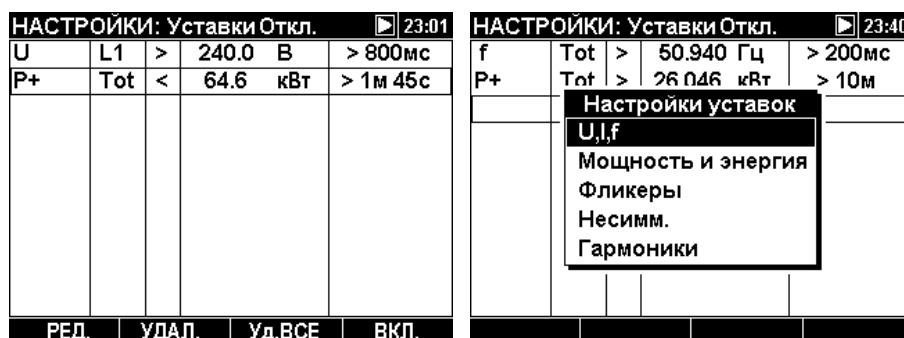 НАСТРОЙКИ: Уставки Откл. 23:01
U L1 > 240.0 В > 800мс
P+ Tot < 64.6 кВт > 1м 45с
РЕД. УДАЛ. Уд.ВСЕ ВКЛ.
НАСТРОЙКИ: Уставки Откл. 23:40
f Tot > 50.940 Гц > 200мс
P+ Tot > 26.046 кВт > 10м
Настройки уставок
U,I,f
Мощность и энергия
Фликеры
Несимм.
Гармоники